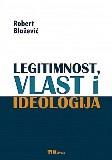 Robert
Blažević
LEGITIMNOST,
VLAST i
IDEOLOGIJA